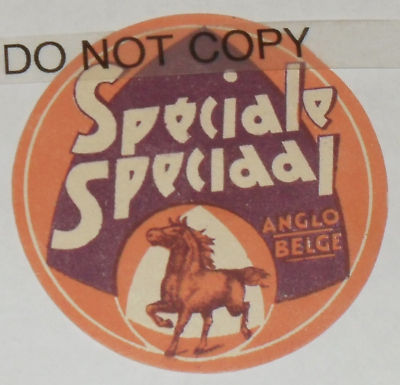 DO NOT COPY
Speciale
Speciaal
ANGLO
BELGE